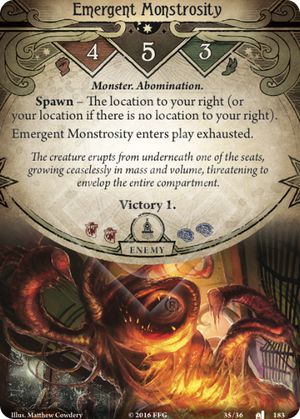 Emergent Monstrosity
4 5 3
Monster. Abomination.
Spawn – The location to your right (or
your location if there is no location to your right).
Emergent Monstrosity enters play exhausted.
The creature erupts from underneath one of the seats,
growing ceaselessly in mass and volume, threatening to
envelop the entire compartment.
Victory 1.
ENEMY
Illus. Matthew Cowdery © 2016 FFG 35/36 183